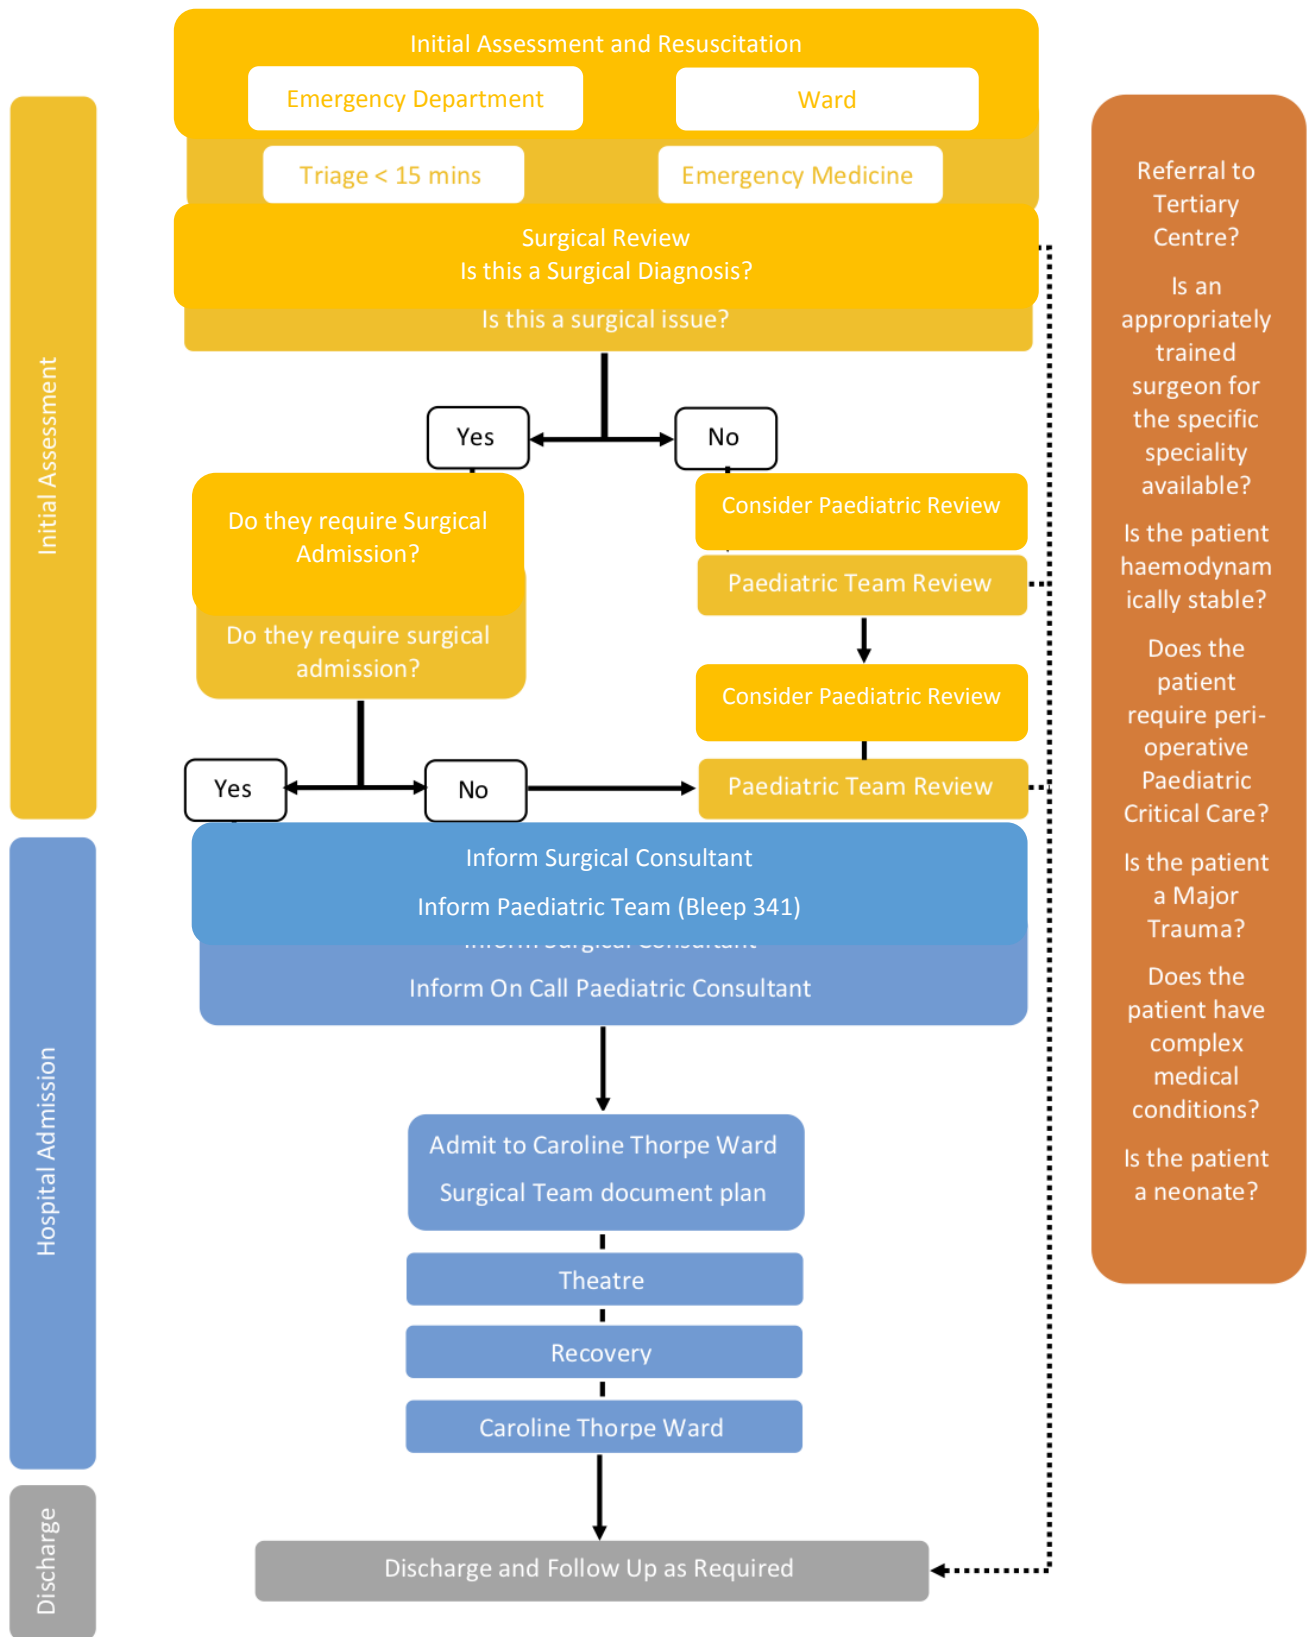 Initial Assessment and Resuscitation
Emergency Department
Ward
Triage < 15 mins
Emergency Medicine
Surgical Review
Is this a Surgical Diagnosis?
Is this a surgical issue?
Yes
No
Do they require Surgical
Admission?
Do they require surgical
admission?
Consider Paediatric Review
Paediatric Team Review
Consider Paediatric Review
Paediatric Team Review
Yes
No
Initial Assessment
Inform Surgical Consultant
Inform Paediatric Team (Bleep 341)
Inform Surgical Consultant
Inform On Call Paediatric Consultant
Admit to Caroline Thorpe Ward
Surgical Team document plan
Theatre
Recovery
Caroline Thorpe Ward
Hospital Admission
Discharge and Follow Up as Required
Discharge
Referral to
Tertiary
Centre?
Is an
appropriately
trained
surgeon for
the specific
speciality
available?
Is the patient
haemodynam
ically stable?
Does the
patient
require peri-
operative
Paediatric
Critical Care?
Is the patient
a Major
Trauma?
Does the
patient have
complex
medical
conditions?
Is the patient
a neonate?